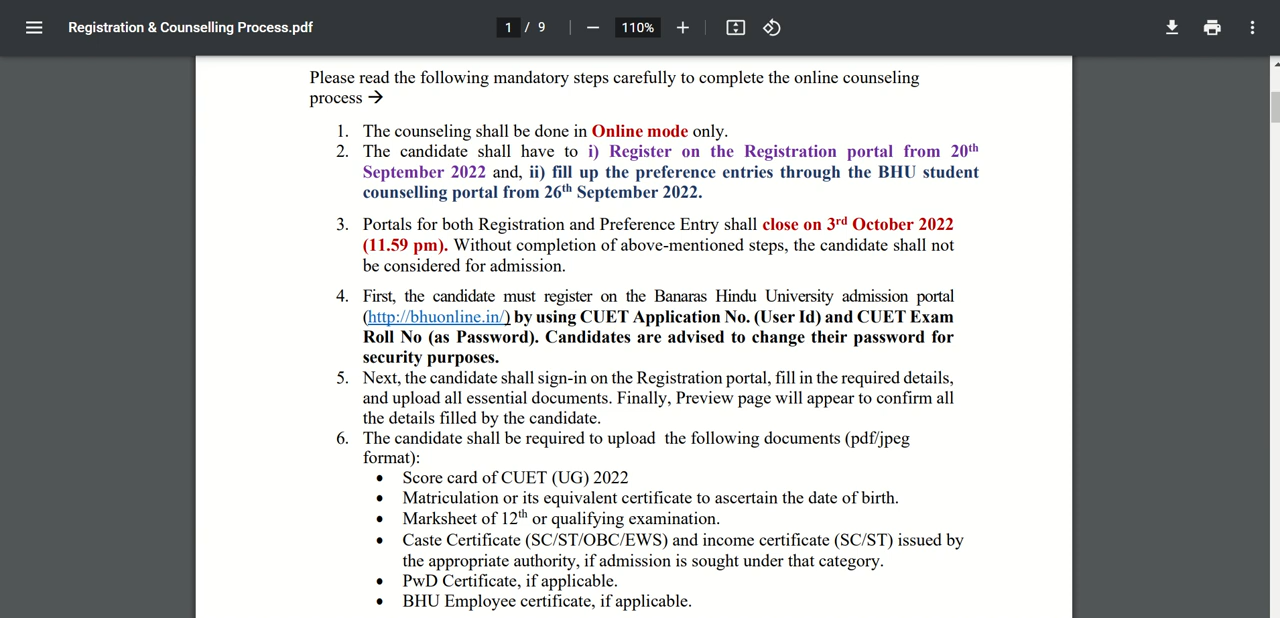 Registration & Counselling Process.pdf
1 / 9
110%
Please read the following mandatory steps carefully to complete the online counseling
process →
1. The counseling shall be done in Online mode only.
2. The candidate shall have to i) Register on the Registration portal from 20th
September 2022 and, ii) fill up the preference entries through the BHU student
counselling portal from 26th September 2022.
3. Portals for both Registration and Preference Entry shall close on 3rd October 2022
(11.59 pm). Without completion of above-mentioned steps, the candidate shall not
be considered for admission.
4. First, the candidate must register on the Banaras Hindu University admission portal
(http://bhuonline.in/) by using CUET Application No. (User Id) and CUET Exam
Roll No (as Password). Candidates are advised to change their password for
security purposes.
5. Next, the candidate shall sign-in on the Registration portal, fill in the required details,
and upload all essential documents. Finally, Preview page will appear to confirm all
the details filled by the candidate.
6. The candidate shall be required to upload the following documents (pdf/jpeg
format):
• Score card of CUET (UG) 2022
• Matriculation or its equivalent certificate to ascertain the date of birth.
• Marksheet of 12th or qualifying examination.
• Caste Certificate (SC/ST/OBC/EWS) and income certificate (SC/ST) issued by
the appropriate authority, if admission is sought under that category.
• PwD Certificate, if applicable.
• BHU Employee certificate, if applicable.